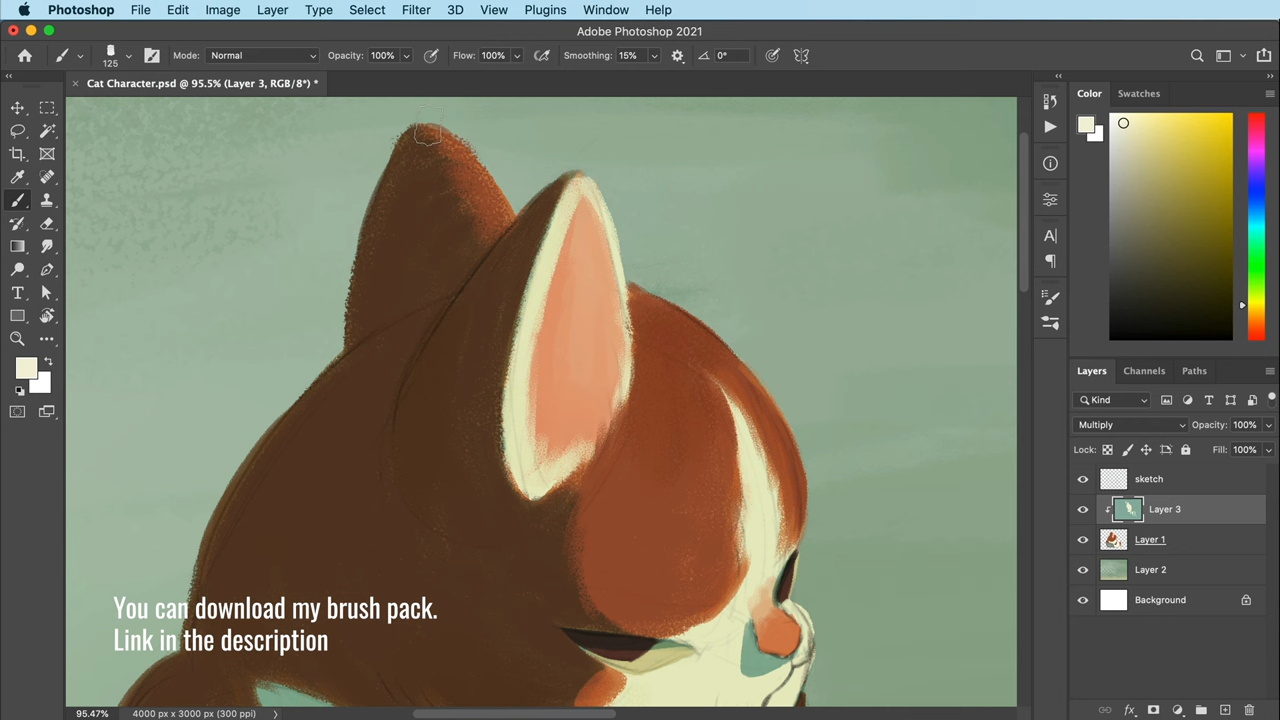 Photoshop File Edit Image Layer Type Select Filter 3D View Plugins Window Help
Adobe Photoshop 2021
125 Mode: Normal Opacity: 100% Flow: 100% Smoothing: 15% 0°
Cat Character.psd @ 95.5% (Layer 3, RGB/8*) *
Color Swatches
You can download my brush pack.
Link in the description
Layers Channels Paths
Kind
Multiply Opacity: 100%
Lock: Fill: 100%
sketch
Layer 3
Layer 1
Layer 2
Background
95.47% 4000 px x 3000 px (300 ppi)